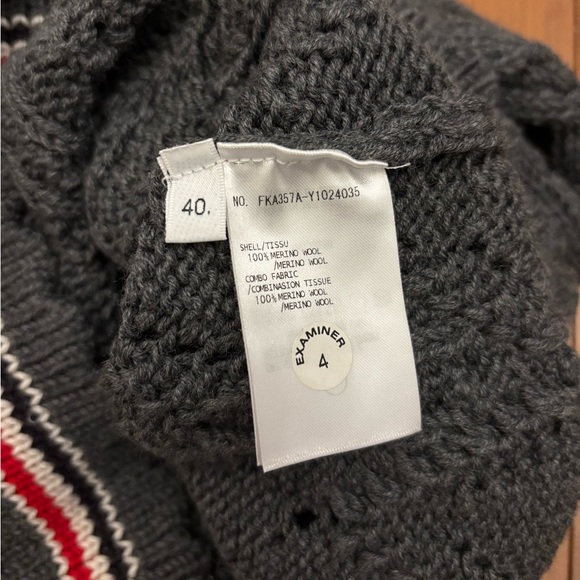 40.
NO. FKA357A-Y1024035
SHELL/TISSU
100% MERINO WOOL
/MERINO WOOL
COMBO FABRIC
/COMBINASION TISSUE
100% MERINO WOOL
/MERINO WOOL
EXAMINER
4